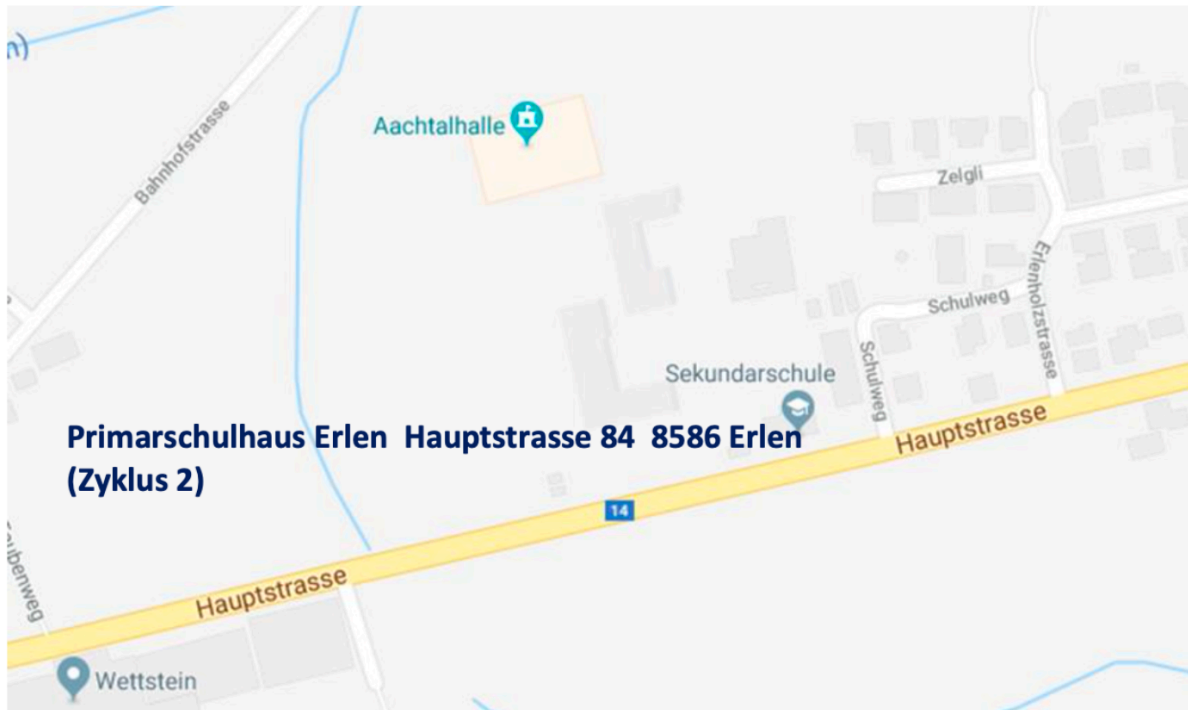 n)
Bahnhofstrasse
Aachtalhalle
Zelgli
Erlenholzstrasse
Schulweg
Schulweg
Sekundarschule
Hauptstrasse
Primarschulhaus Erlen Hauptstrasse 84 8586 Erlen
(Zyklus 2)
14
Hauptstrasse
Wettstein